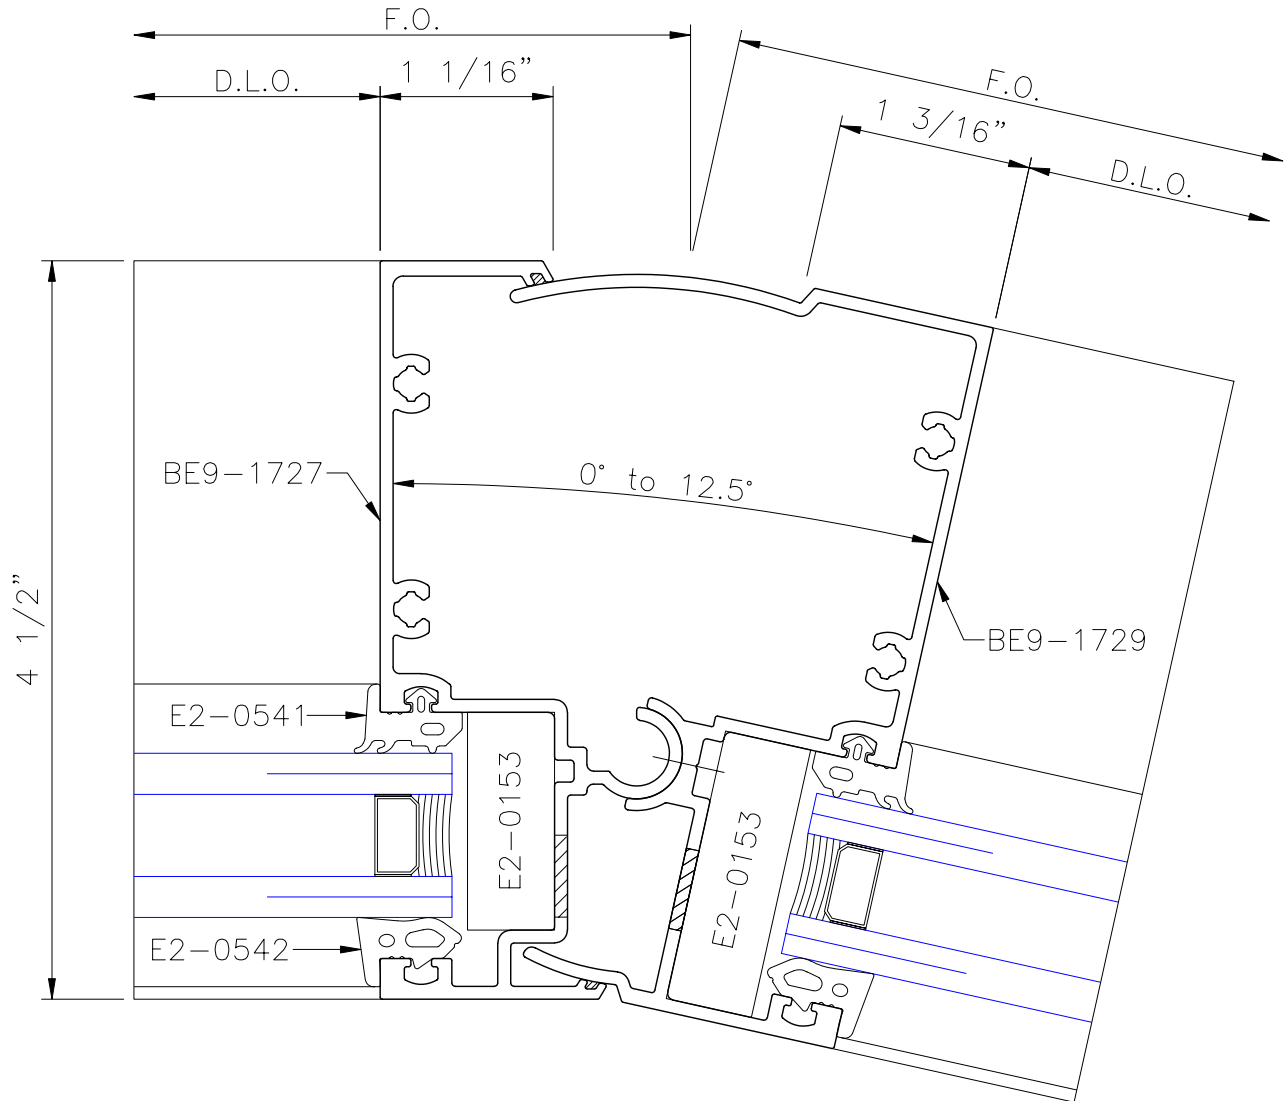 F.O.
D.L.O.
1 1/16”
F.O.
1 3/16”
D.L.O.
BE9-1727
0° to 12.5°
4 1/2”
BE9-1729
E2-0541
E2-0153
E2-0153
E2-0542